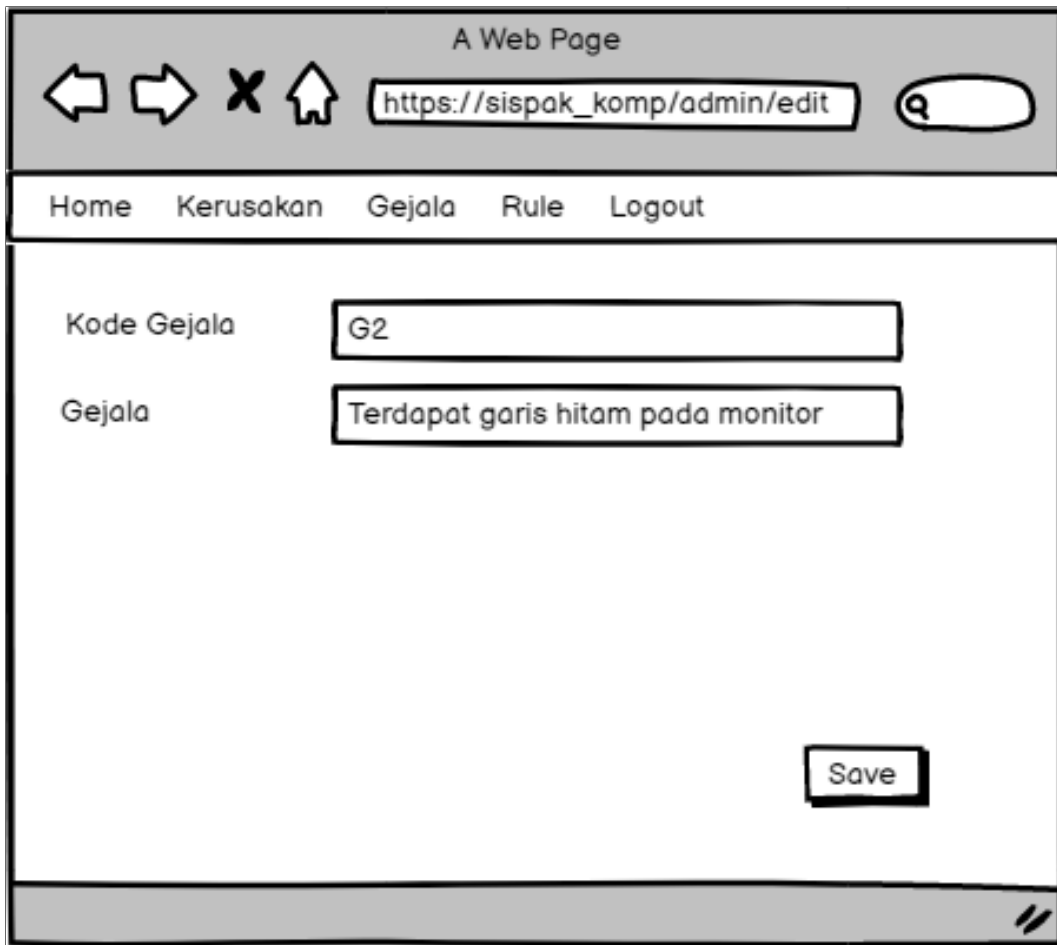 A Web Page
https://sispak_komp/admin/edit
Home Kerusakan Gejala Rule Logout
Kode Gejala G2
Gejala Terdapat garis hitam pada monitor
Save